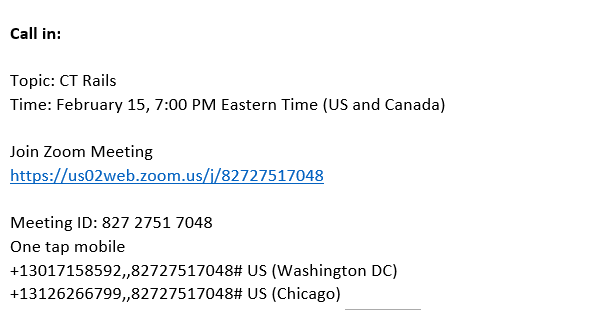 Call in:
Topic: CT Rails
Time: February 15, 7:00 PM Eastern Time (US and Canada)
Join Zoom Meeting
https://us02web.zoom.us/j/82727517048
Meeting ID: 827 2751 7048
One tap mobile
+13017158592,,82727517048# US (Washington DC)
+13126266799,,82727517048# US (Chicago)